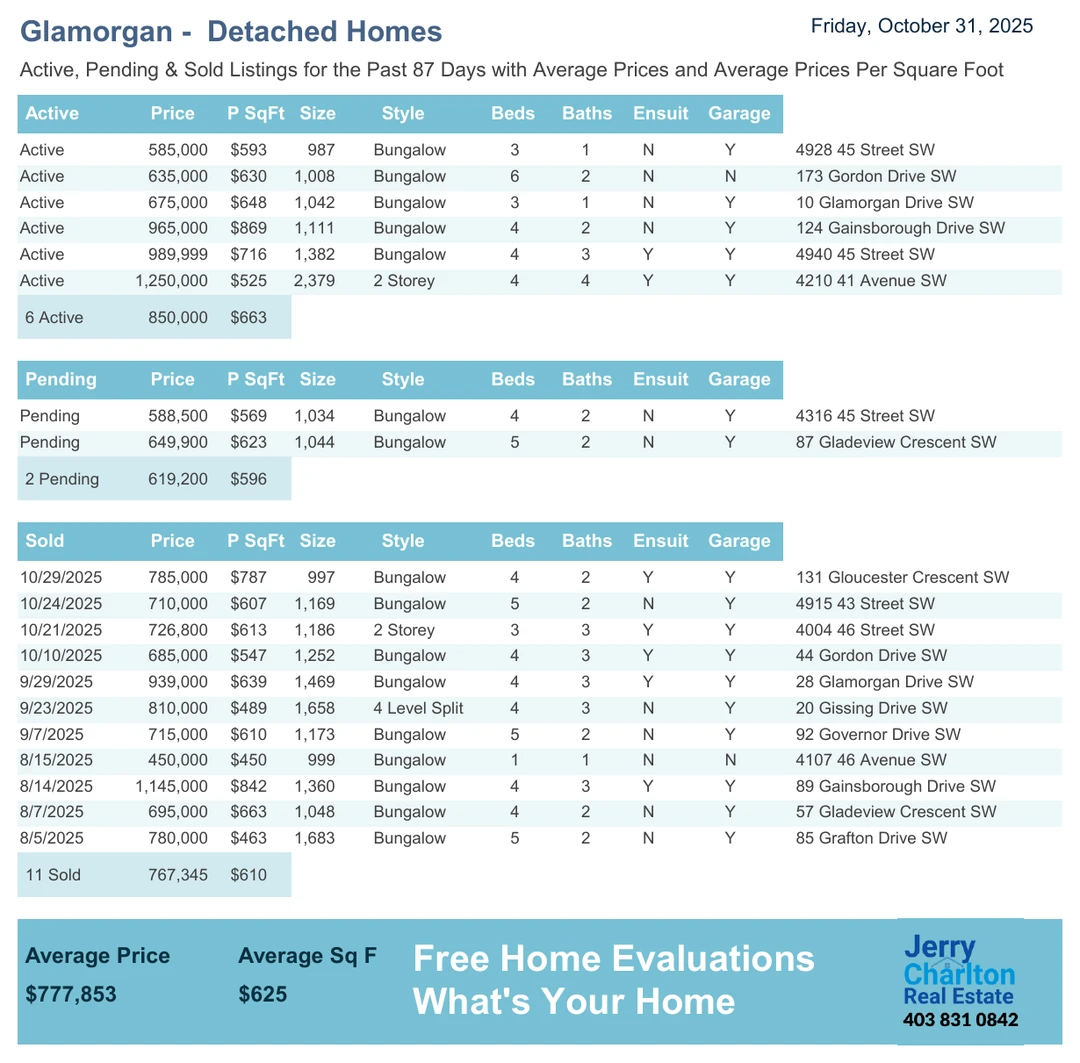 Glamorgan -  Detached Homes
Friday, October 31, 2025
Active, Pending & Sold Listings for the Past 87 Days with Average Prices and Average Prices Per Square Foot
Active Price P SqFt Size Style Beds Baths Ensuit Garage
Active 585,000 $593 987 Bungalow 3 1 N Y 4928 45 Street SW
Active 635,000 $630 1,008 Bungalow 6 2 N N 173 Gordon Drive SW
Active 675,000 $648 1,042 Bungalow 3 1 N Y 10 Glamorgan Drive SW
Active 965,000 $869 1,111 Bungalow 4 2 N Y 124 Gainsborough Drive SW
Active 989,999 $716 1,382 Bungalow 4 3 Y Y 4940 45 Street SW
Active 1,250,000 $525 2,379 2 Storey 4 4 Y Y 4210 41 Avenue SW
6 Active 850,000 $663
Pending Price P SqFt Size Style Beds Baths Ensuit Garage
Pending 588,500 $569 1,034 Bungalow 4 2 N Y 4316 45 Street SW
Pending 649,900 $623 1,044 Bungalow 5 2 N Y 87 Gladeview Crescent SW
2 Pending 619,200 $596
Sold Price P SqFt Size Style Beds Baths Ensuit Garage
10/29/2025 785,000 $787 997 Bungalow 4 2 Y Y 131 Gloucester Crescent SW
10/24/2025 710,000 $607 1,169 Bungalow 5 2 N Y 4915 43 Street SW
10/21/2025 726,800 $613 1,186 2 Storey 3 3 Y Y 4004 46 Street SW
10/10/2025 685,000 $547 1,252 Bungalow 4 3 Y Y 44 Gordon Drive SW
9/29/2025 939,000 $639 1,469 Bungalow 4 3 Y Y 28 Glamorgan Drive SW
9/23/2025 810,000 $489 1,658 4 Level Split 4 3 N Y 20 Gissing Drive SW
9/7/2025 715,000 $610 1,173 Bungalow 5 2 N Y 92 Governor Drive SW
8/15/2025 450,000 $450 999 Bungalow 1 1 N N 4107 46 Avenue SW
8/14/2025 1,145,000 $842 1,360 Bungalow 4 3 Y Y 89 Gainsborough Drive SW
8/7/2025 695,000 $663 1,048 Bungalow 4 2 N Y 57 Gladeview Crescent SW
8/5/2025 780,000 $463 1,683 Bungalow 5 2 N Y 85 Grafton Drive SW
11 Sold 767,345 $610
Average Price Average Sq F
$777,853 $625
Free Home Evaluations
What's Your Home
Jerry
Charlton
Real Estate
403 831 0842